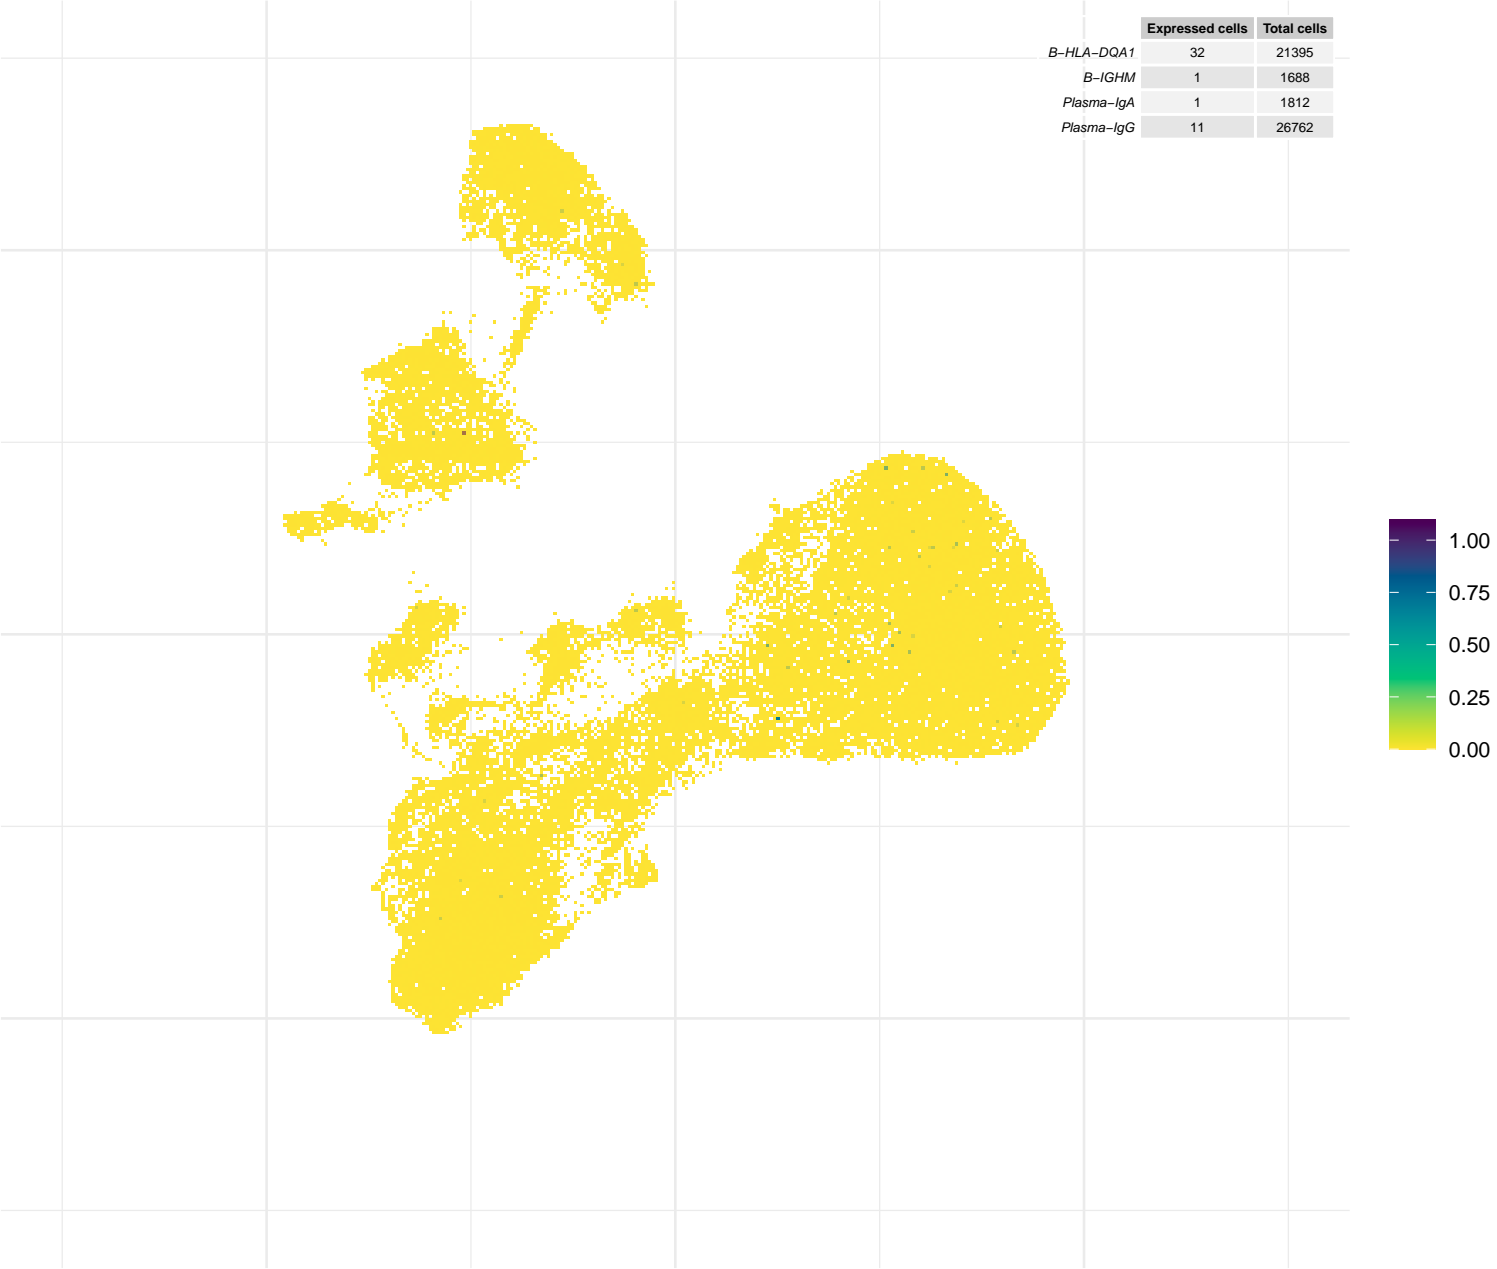 Expressed cells Total cells
B−HLA−DQA1 32 21395
B−IGHM 1 1688
Plasma−IgA 1 1812
Plasma−IgG 11 26762
1.00
0.75
0.50
0.25
0.00